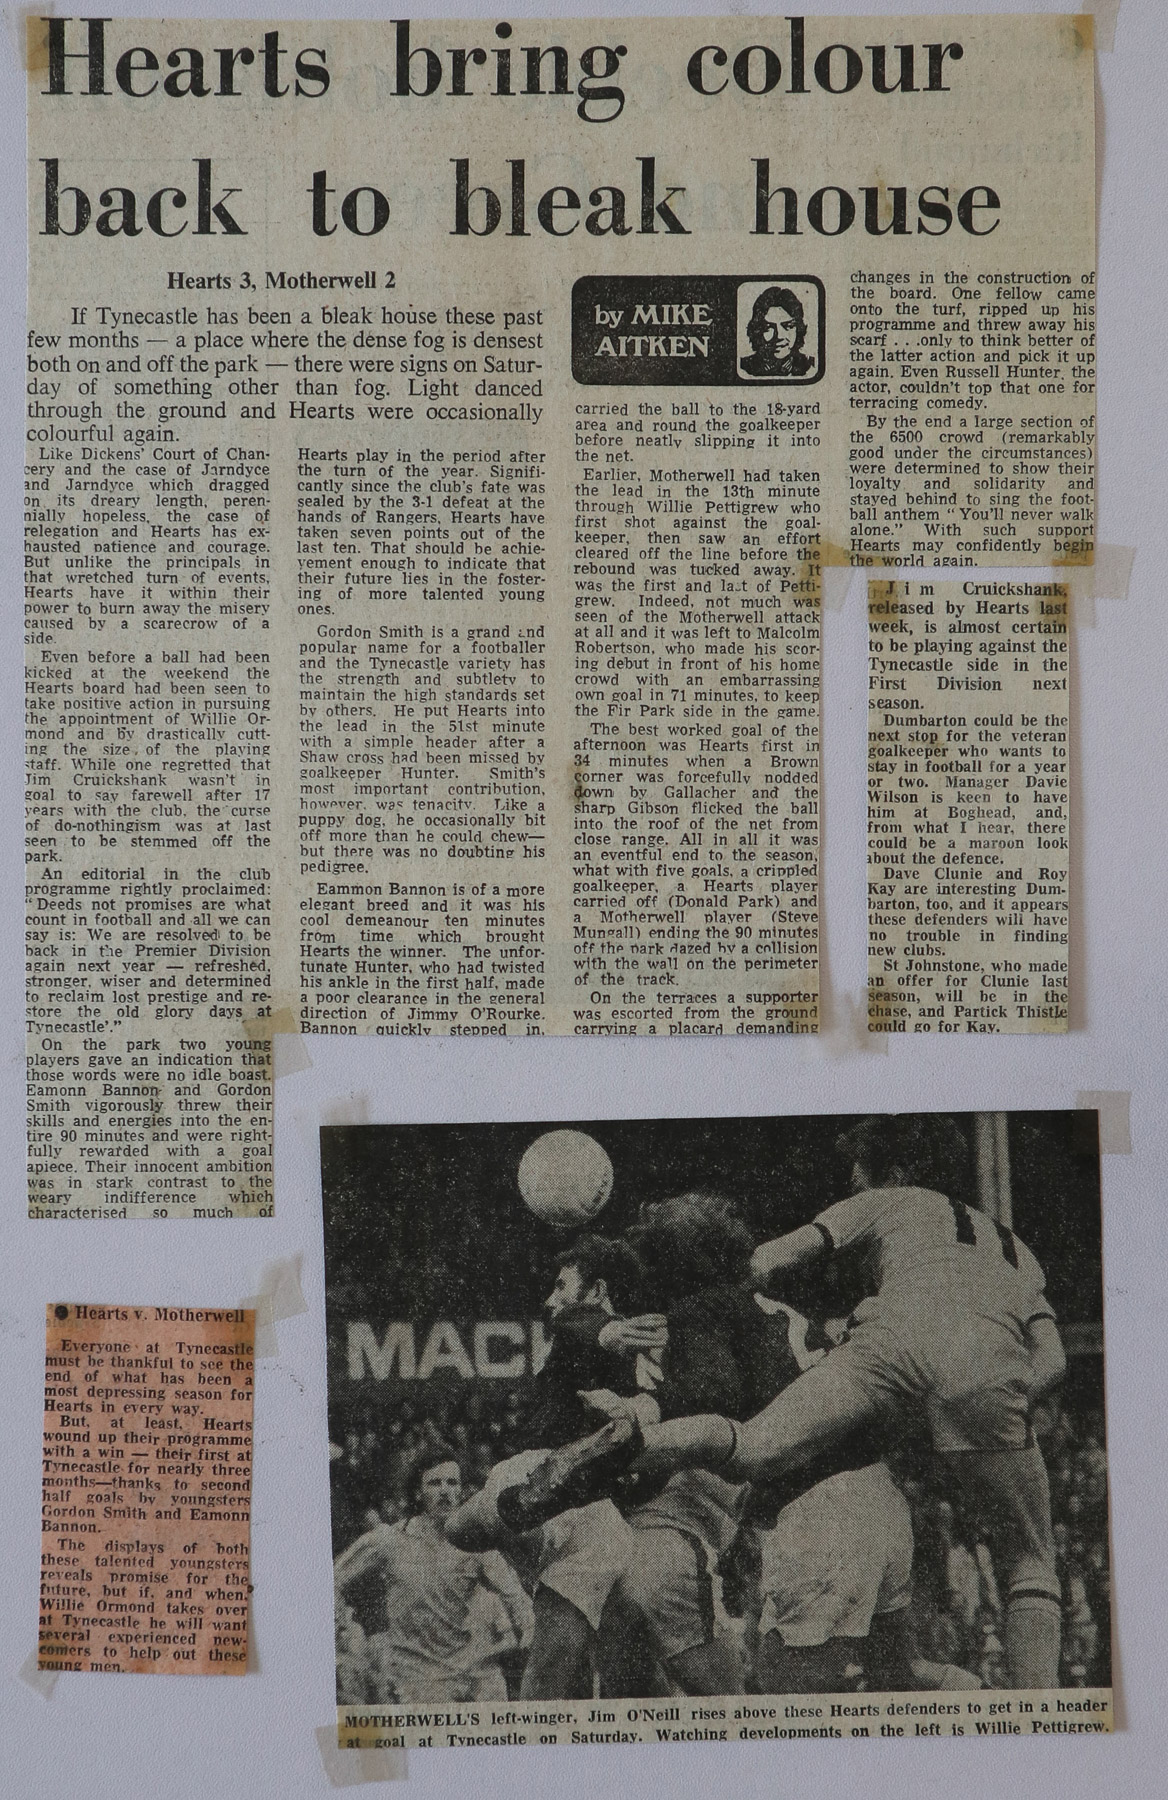 Hearts bring colour
back to bleak house
Hearts 3, Motherwell 2
If Tynecastle has been a bleak house these past
few months — a place where the dense fog is densest
both on and off the park — there were signs on Satur-
day of something other than fog. Light danced
through the ground and Hearts were occasionally
colourful again.
Like Dickens' Court of Chan-
cery and the case of Jarndyce
and Jarndyce which dragged
on its dreary length, peren-
nially hopeless, the case of
relegation and Hearts has ex-
hausted patience and courage.
But unlike the principals in
that wretched turn of events,
Hearts have it within their
power to burn away the misery
caused by a scarecrow of a
side.
Even before a ball had been
kicked at the weekend the
Hearts board had been seen to
take positive action in pursuing
the appointment of Willie Or-
mond and by drastically cutt-
ing the size of the playing
staff. While one regretted that
Jim Cruickshank wasn't in
goal to say farewell after 17
years with the club, the curse
of do-nothingism was at last
seen to be stemmed off the
park.
An editorial in the club
programme rightly proclaimed:
"Deeds not promises are what
count in football and all we can
say is: We are resolved to be
back in the Premier Division
again next year — refreshed,
stronger, wiser and determined
to reclaim lost prestige and re-
store the old glory days at
Tynecastle'."
On the park two young
players gave an indication that
those words were no idle boast.
Eamonn Bannon and Gordon
Smith vigorously threw their
skills and energies into the en-
tire 90 minutes and were right-
fully rewarded with a goal
apiece. Their innocent ambition
was in stark contrast to the
weary indifference which
characterised so much of
Hearts play in the period after
the turn of the year. Signifi-
cantly since the club's fate was
sealed by the 3-1 defeat at the
hands of Rangers, Hearts have
taken seven points out of the
last ten. That should be achie-
vement enough to indicate that
their future lies in the foster-
ing of more talented young
ones.
Gordon Smith is a grand and
popular name for a footballer
and the Tynecastle variety has
the strength and subtlety to
maintain the high standards set
by others. He put Hearts into
the lead in the 51st minute
with a simple header after a
Shaw cross had been missed by
goalkeeper Hunter. Smith's
most important contribution,
however, was tenacity. Like a
puppy dog, he occasionally bit
off more than he could chew—
but there was no doubting his
pedigree.
Eammon Bannon is of a more
elegant breed and it was his
cool demeanour ten minutes
from time which brought
Hearts the winner. The unfor-
tunate Hunter, who had twisted
his ankle in the first half, made
a poor clearance in the general
direction of Jimmy O'Rourke.
Bannon quickly stepped in,
by MIKE
AITKEN
carried the ball to the 18-yard
area and round the goalkeeper
before neatly slipping it into
the net.
Earlier, Motherwell had taken
the lead in the 13th minute
through Willie Pettigrew who
first shot against the goal-
keeper, then saw an effort
cleared off the line before the
rebound was tucked away. It
was the first and last of Petti-
grew. Indeed, not much was
seen of the Motherwell attack
at all and it was left to Malcolm
Robertson, who made his scor-
ing debut in front of his home
crowd with an embarrassing
own goal in 71 minutes, to keep
the Fir Park side in the game.
The best worked goal of the
afternoon was Hearts first in
34 minutes when a Brown
corner was forcefully nodded
down by Gallacher and the
sharp Gibson flicked the ball
into the roof of the net from
close range. All in all it was
an eventful end to the season,
what with five goals, a crippled
goalkeeper, a Hearts player
carried off (Donald Park) and
a Motherwell player (Steve
Mungall) ending the 90 minutes
off the park dazed by a collision
with the wall on the perimeter
of the track.
On the terraces a supporter
was escorted from the ground
carrying a placard demanding
changes in the construction of
the board. One fellow came
onto the turf, ripped up his
programme and threw away his
scarf . . .only to think better of
the latter action and pick it up
again. Even Russell Hunter, the
actor, couldn't top that one for
terracing comedy.
By the end a large section of
the 6500 crowd (remarkably
good under the circumstances)
were determined to show their
loyalty and solidarity and
stayed behind to sing the foot-
ball anthem "You'll never walk
alone." With such support
Hearts may confidently begin
the world again.
Jim Cruickshank,
released by Hearts last
week, is almost certain
to be playing against the
Tynecastle side in the
First Division next
season.
Dumbarton could be the
next stop for the veteran
goalkeeper who wants to
stay in football for a year
or two. Manager Davie
Wilson is keen to have
him at Boghead, and,
from what I hear, there
could be a maroon look
about the defence.
Dave Clunie and Roy
Kay are interesting Dum-
barton, too, and it appears
these defenders will have
no trouble in finding
new clubs.
St Johnstone, who made
an offer for Clunie last
season, will be in the
chase, and Partick Thistle
could go for Kay.
● Hearts v. Motherwell
Everyone at Tynecastle
must be thankful to see the
end of what has been a
most depressing season for
Hearts in every way.
But, at least, Hearts
wound up their programme
with a win — their first at
Tynecastle for nearly three
months—thanks to second
half goals by youngsters
Gordon Smith and Eamonn
Bannon.
The displays of both
these talented youngsters
reveals promise for the
future, but if, and when,
Willie Ormond takes over
at Tynecastle he will want
several experienced new-
comers to help out these
young men.
MACK
11
MOTHERWELL'S left-winger, Jim O'Neill rises above these Hearts defenders to get in a header
at goal at Tynecastle on Saturday. Watching developments on the left is Willie Pettigrew.